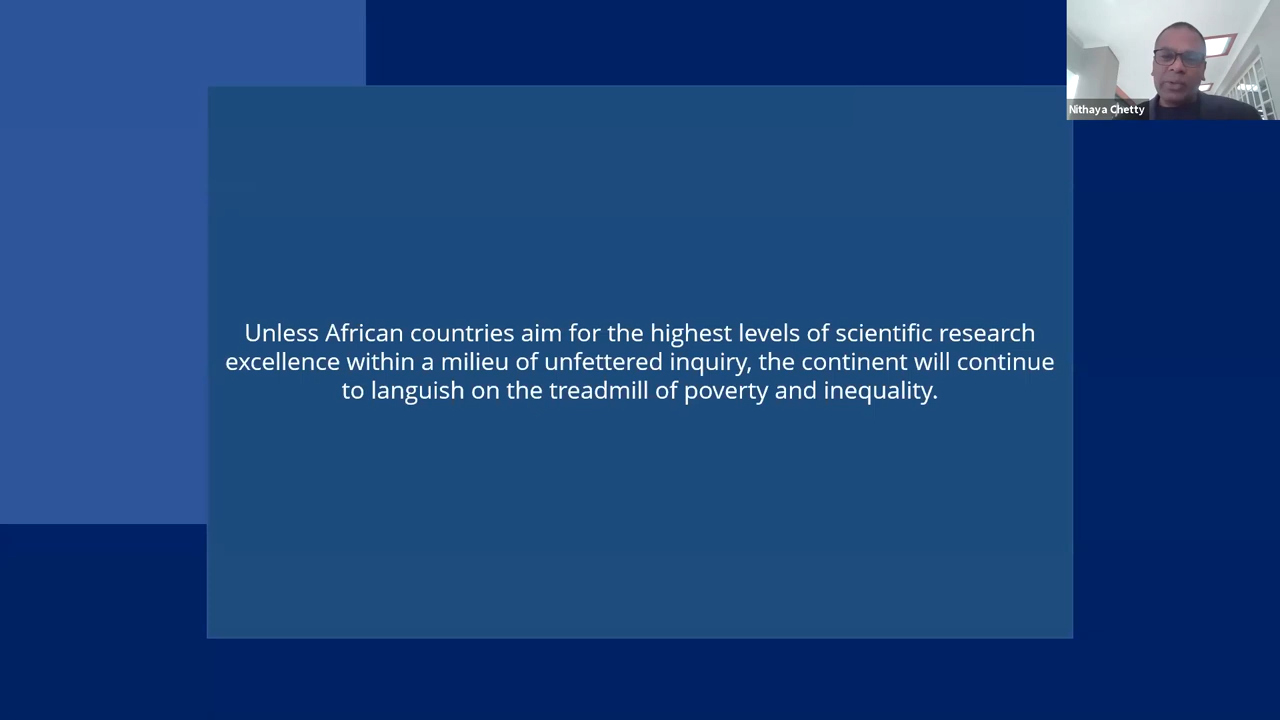 Nithaya Chetty
Unless African countries aim for the highest levels of scientific research
excellence within a milieu of unfettered inquiry, the continent will continue
to languish on the treadmill of poverty and inequality.